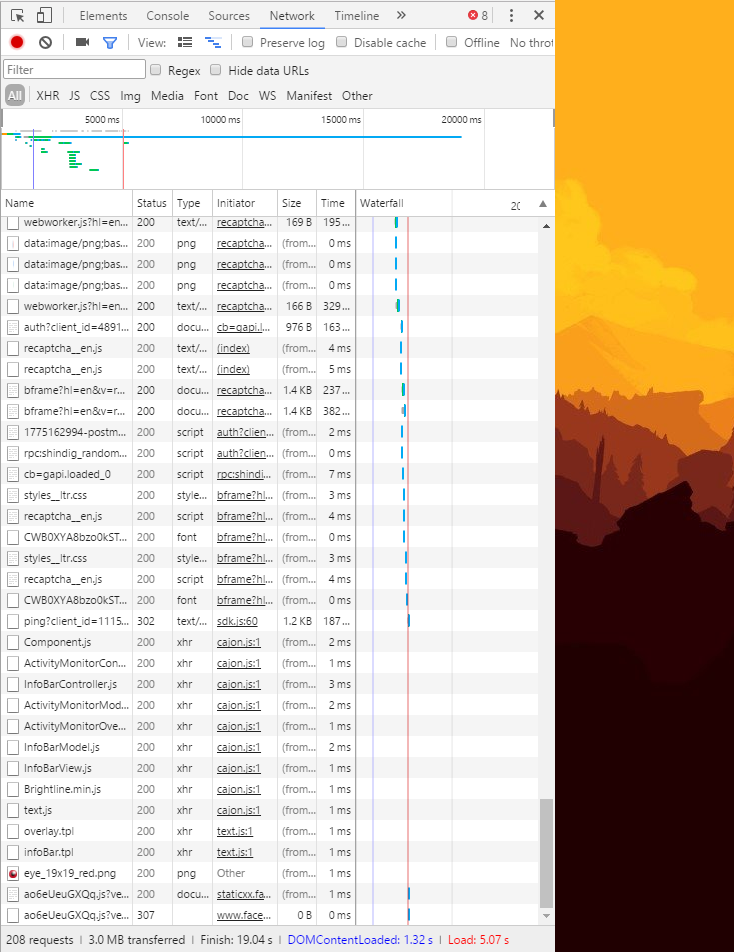 Elements Console Sources Network Timeline 8
View: Preserve log Disable cache Offline No throt
Filter Regex Hide data URLs
All XHR JS CSS Img Media Font Doc WS Manifest Other
5000 ms 10000 ms 15000 ms 20000 ms
Name Status Type Initiator Size Time Waterfall 20
webworker.js?hl=en... 200 text/... recaptcha... 169 B 195...
data:image/png;bas... 200 png recaptcha... (from... 0 ms
data:image/png;bas... 200 png recaptcha... (from... 0 ms
data:image/png;bas... 200 png recaptcha... (from... 0 ms
webworker.js?hl=en... 200 text/... recaptcha... 166 B 329...
auth?client_id=4891... 200 docu... cb=gapi.l... 976 B 163...
recaptcha__en.js 200 text/... (index) (from... 4 ms
recaptcha__en.js 200 text/... (index) (from... 5 ms
bframe?hl=en&v=r... 200 docu... recaptcha... 1.4 KB 237...
bframe?hl=en&v=r... 200 docu... recaptcha... 1.4 KB 382...
1775162994-postm... 200 script auth?clien... (from... 2 ms
rpc:shindig_random... 200 script auth?clien... (from... 0 ms
cb=gapi.loaded_0 200 script rpc:shindi... (from... 7 ms
styles__ltr.css 200 style... bframe?hl... (from... 3 ms
recaptcha__en.js 200 script bframe?hl... (from... 4 ms
CWB0XYA8bzo0kST... 200 font bframe?hl... (from... 0 ms
styles__ltr.css 200 style... bframe?hl... (from... 3 ms
recaptcha__en.js 200 script bframe?hl... (from... 4 ms
CWB0XYA8bzo0kST... 200 font bframe?hl... (from... 0 ms
ping?client_id=1115... 302 text/... sdk.js:60 1.2 KB 187...
Component.js 200 xhr cajon.js:1 (from... 2 ms
ActivityMonitorCon... 200 xhr cajon.js:1 (from... 1 ms
InfoBarController.js 200 xhr cajon.js:1 (from... 3 ms
ActivityMonitorMod... 200 xhr cajon.js:1 (from... 2 ms
ActivityMonitorOve... 200 xhr cajon.js:1 (from... 1 ms
InfoBarModel.js 200 xhr cajon.js:1 (from... 2 ms
InfoBarView.js 200 xhr cajon.js:1 (from... 1 ms
Brightline.min.js 200 xhr cajon.js:1 (from... 1 ms
text.js 200 xhr cajon.js:1 (from... 1 ms
overlay.tpl 200 xhr text.js:1 (from... 1 ms
infoBar.tpl 200 xhr text.js:1 (from... 1 ms
eye_19x19_red.png 200 png Other (from... 1 ms
ao6eUeuGXQq.js?ve... 200 docu... staticxx.fa... (from... 1 ms
ao6eUeuGXQq.js?ve... 307 www.face... 0 B 0 ms
208 requests | 3.0 MB transferred | Finish: 19.04 s | DOMContentLoaded: 1.32 s | Load: 5.07 s